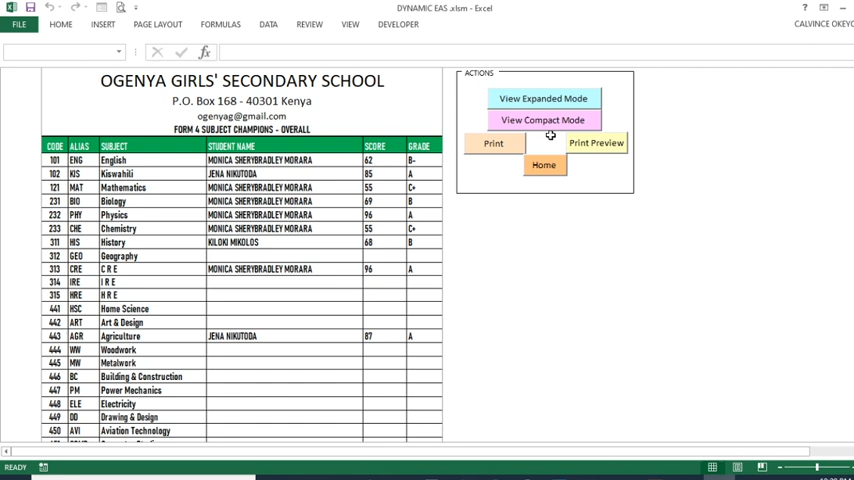 DYNAMIC EAS .xlsm - Excel
CALVINCE OKEYO
FILE HOME INSERT PAGE LAYOUT FORMULAS DATA REVIEW VIEW DEVELOPER
fx
OGENYA GIRLS' SECONDARY SCHOOL
P.O. Box 168 - 40301 Kenya
ogenyag@gmail.com
FORM 4 SUBJECT CHAMPIONS - OVERALL
CODE ALIAS SUBJECT STUDENT NAME SCORE GRADE
101 ENG English MONICA SHERYBRADLEY MORARA 62 B-
102 KIS Kiswahili JENA NIKUTODA 85 A
121 MAT Mathematics MONICA SHERYBRADLEY MORARA 55 C+
231 BIO Biology MONICA SHERYBRADLEY MORARA 69 B
232 PHY Physics MONICA SHERYBRADLEY MORARA 96 A
233 CHE Chemistry MONICA SHERYBRADLEY MORARA 55 C+
311 HIS History KILOKI MIKOLOS 68 B
312 GEO Geography
313 CRE C R E MONICA SHERYBRADLEY MORARA 96 A
314 IRE I R E
315 HRE H R E
441 HSC Home Science
442 ART Art & Design
443 AGR Agriculture JENA NIKUTODA 87 A
444 WW Woodwork
445 MW Metalwork
446 BC Building & Construction
447 PM Power Mechanics
448 ELE Electricity
449 DD Drawing & Design
450 AVI Aviation Technology
ACTIONS
View Expanded Mode
View Compact Mode
Print
Print Preview
Home
READY